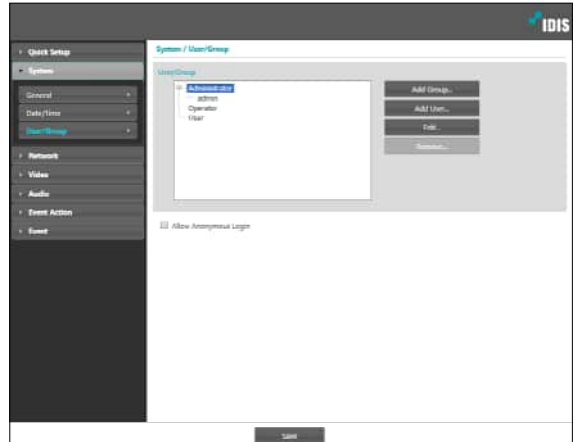 IDIS
Quick Setup
System
General
Date/Time
User/Group
Network
Video
Audio
Event Action
Event
System / User/Group
User/Group
Administrator
admin
Operator
User
Add Group...
Add User...
Edit...
Remove...
Allow Anonymous Login
Save